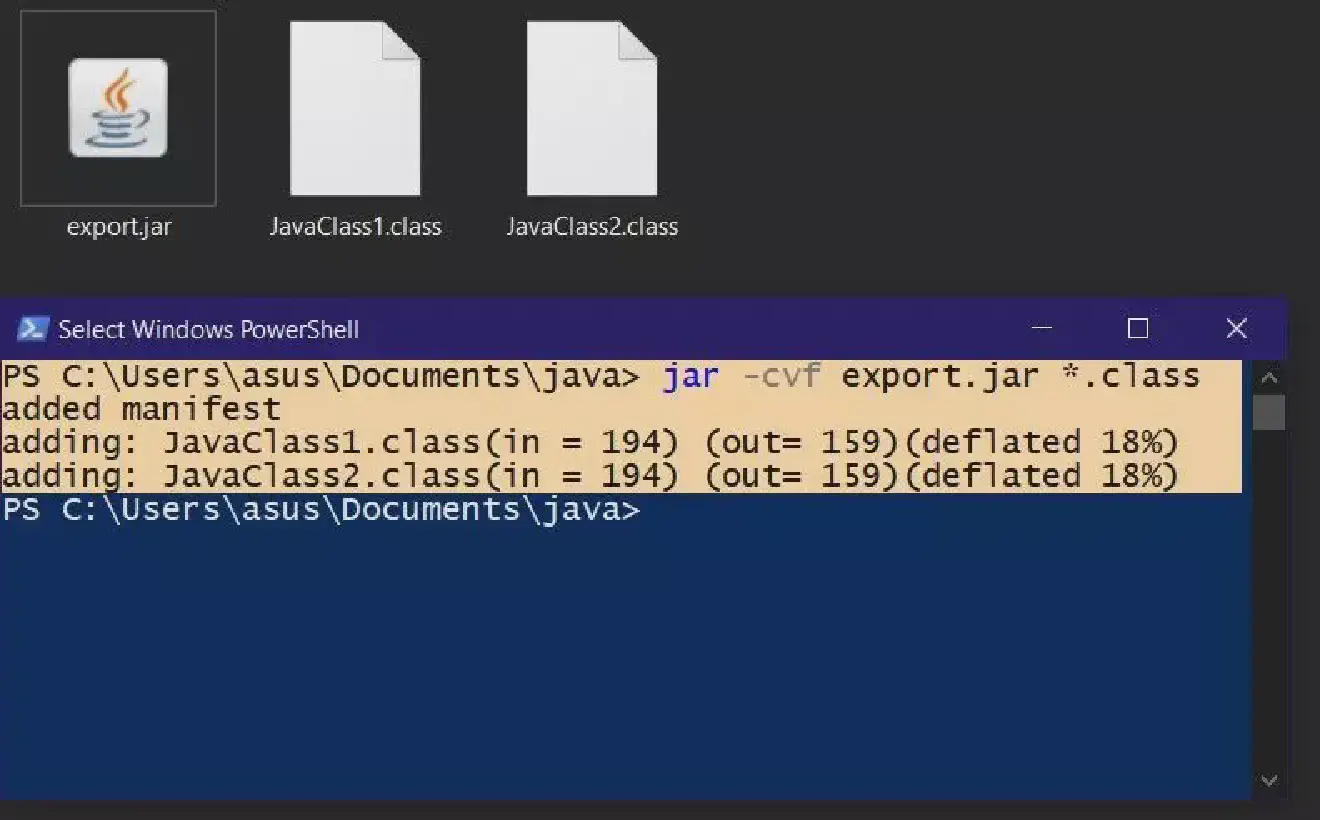 export.jar
JavaClass1.class
JavaClass2.class
Select Windows PowerShell
PS C:\Users\asus\Documents\java> jar -cvf export.jar *.class
added manifest
adding: JavaClass1.class(in = 194) (out= 159)(deflated 18%)
adding: JavaClass2.class(in = 194) (out= 159)(deflated 18%)
PS C:\Users\asus\Documents\java>